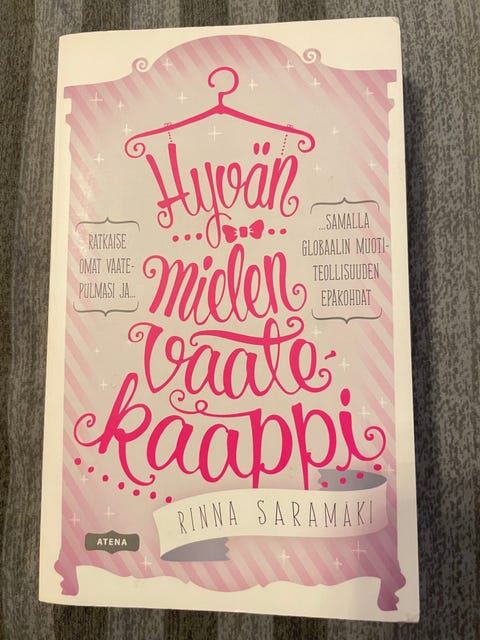 Hyvän
mielen
vaate-
kaappi
RATKAISE
OMAT VAATE-
PULMASI JA...
...SAMALLA
GLOBAALIN MUOTI-
TEOLLISUUDEN
EPÄKOHDAT
RINNA SARAMÄKI
ATENA